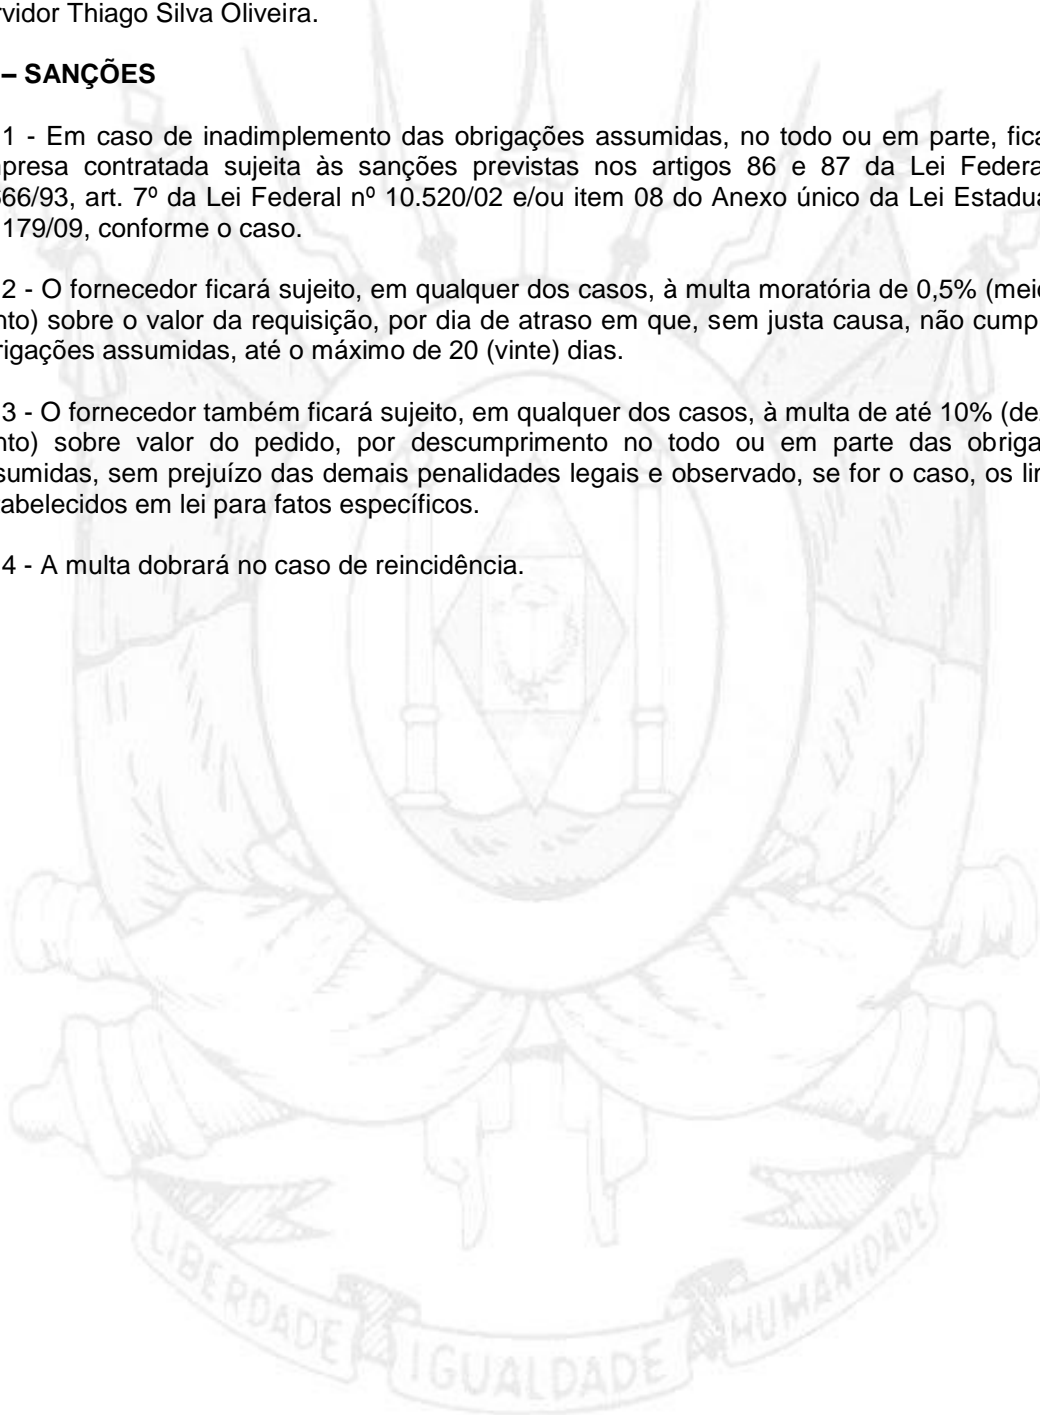 rvidor Thiago Silva Oliveira.
– SANÇÕES
1 - Em caso de inadimplemento das obrigações assumidas, no todo ou em parte, fica
presa contratada sujeita às sanções previstas nos artigos 86 e 87 da Lei Federa
66/93, art. 7º da Lei Federal nº 10.520/02 e/ou item 08 do Anexo único da Lei Estadua
179/09, conforme o caso.
2 - O fornecedor ficará sujeito, em qualquer dos casos, à multa moratória de 0,5% (meio
nto) sobre o valor da requisição, por dia de atraso em que, sem justa causa, não cump
rigações assumidas, até o máximo de 20 (vinte) dias.
3 - O fornecedor também ficará sujeito, em qualquer dos casos, à multa de até 10% (dez
nto) sobre valor do pedido, por descumprimento no todo ou em parte das obriga
sumidas, sem prejuízo das demais penalidades legais e observado, se for o caso, os lir
abelecidos em lei para fatos específicos.
4 - A multa dobrará no caso de reincidência.
LIBERDADE IGUALDADE HUMANIDADE